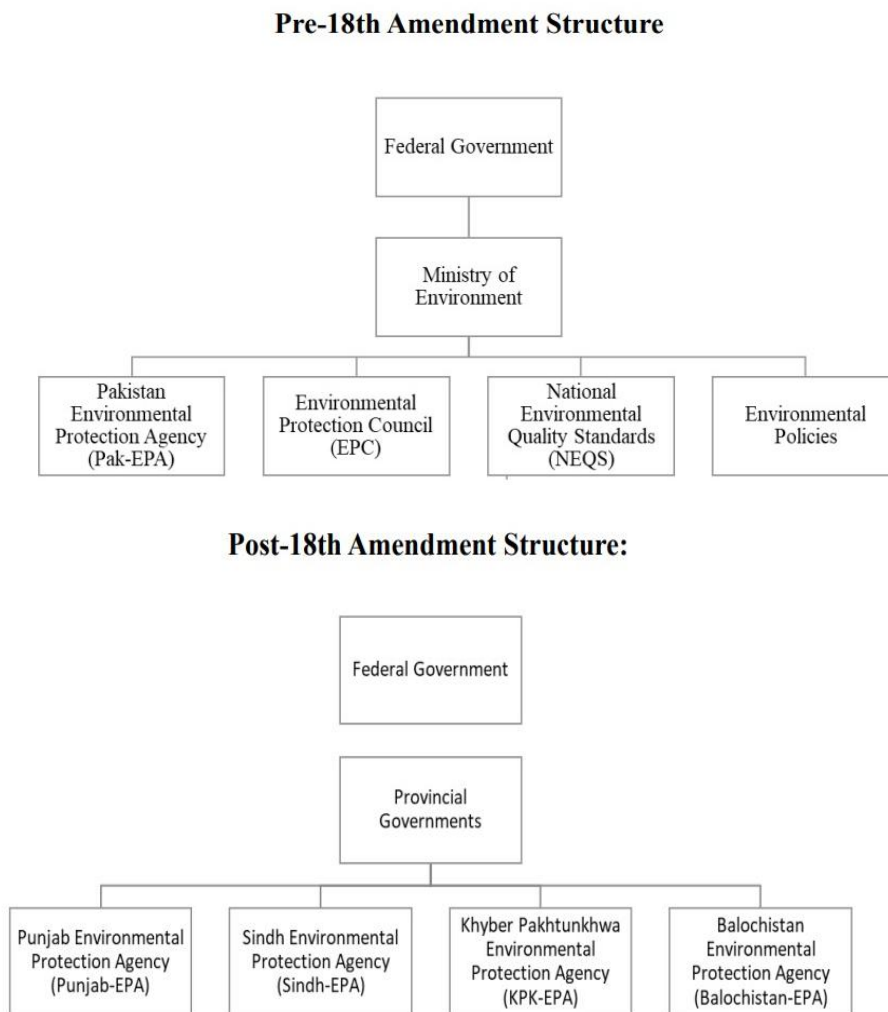 Pre-18th Amendment Structure
Federal Government
Ministry of
Environment
Pakistan
Environmental
Protection Agency
(Pak-EPA)
Environmental
Protection Council
(EPC)
National
Environmental
Quality Standards
(NEQS)
Environmental
Policies
Post-18th Amendment Structure:
Federal Government
Provincial
Governments
Punjab Environmental
Protection Agency
(Punjab-EPA)
Sindh Environmental
Protection Agency
(Sindh-EPA)
Khyber Pakhtunkhwa
Environmental
Protection Agency
(KPK-EPA)
Balochistan
Environmental
Protection Agency
(Balochistan-EPA)